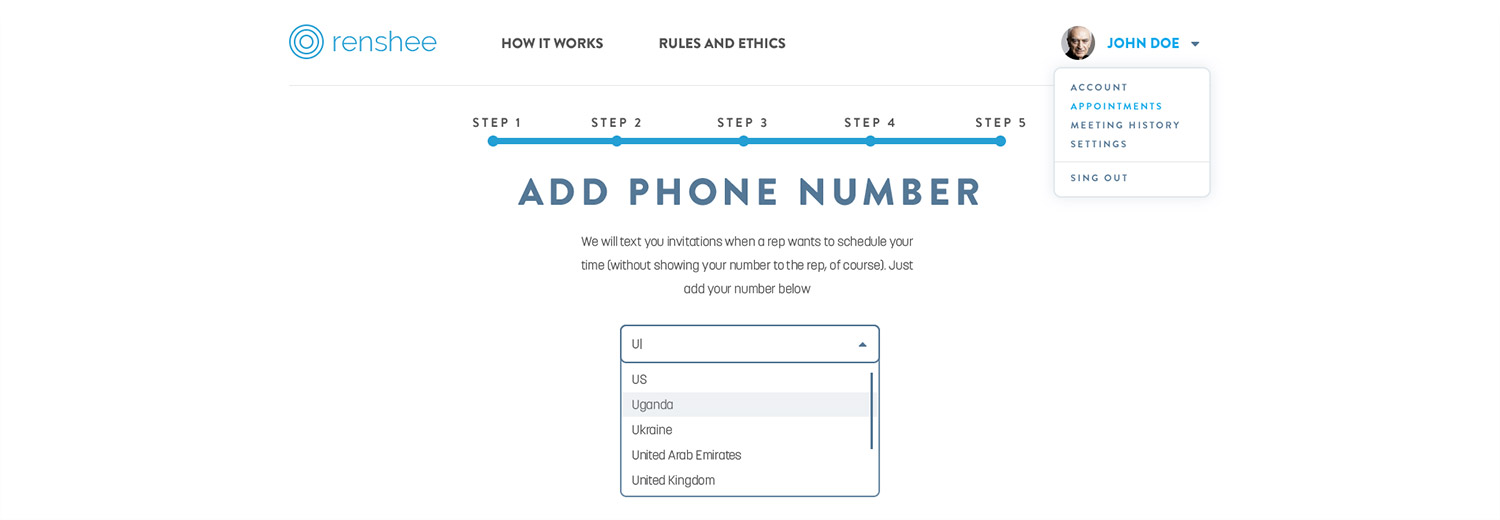 renshee
HOW IT WORKS
RULES AND ETHICS
JOHN DOE
ACCOUNT
APPOINTMENTS
MEETING HISTORY
SETTINGS
SING OUT
STEP 1
STEP 2
STEP 3
STEP 4
STEP 5
ADD PHONE NUMBER
We will text you invitations when a rep wants to schedule your
time (without showing your number to the rep, of course). Just
add your number below
U
US
Uganda
Ukraine
United Arab Emirates
United Kingdom